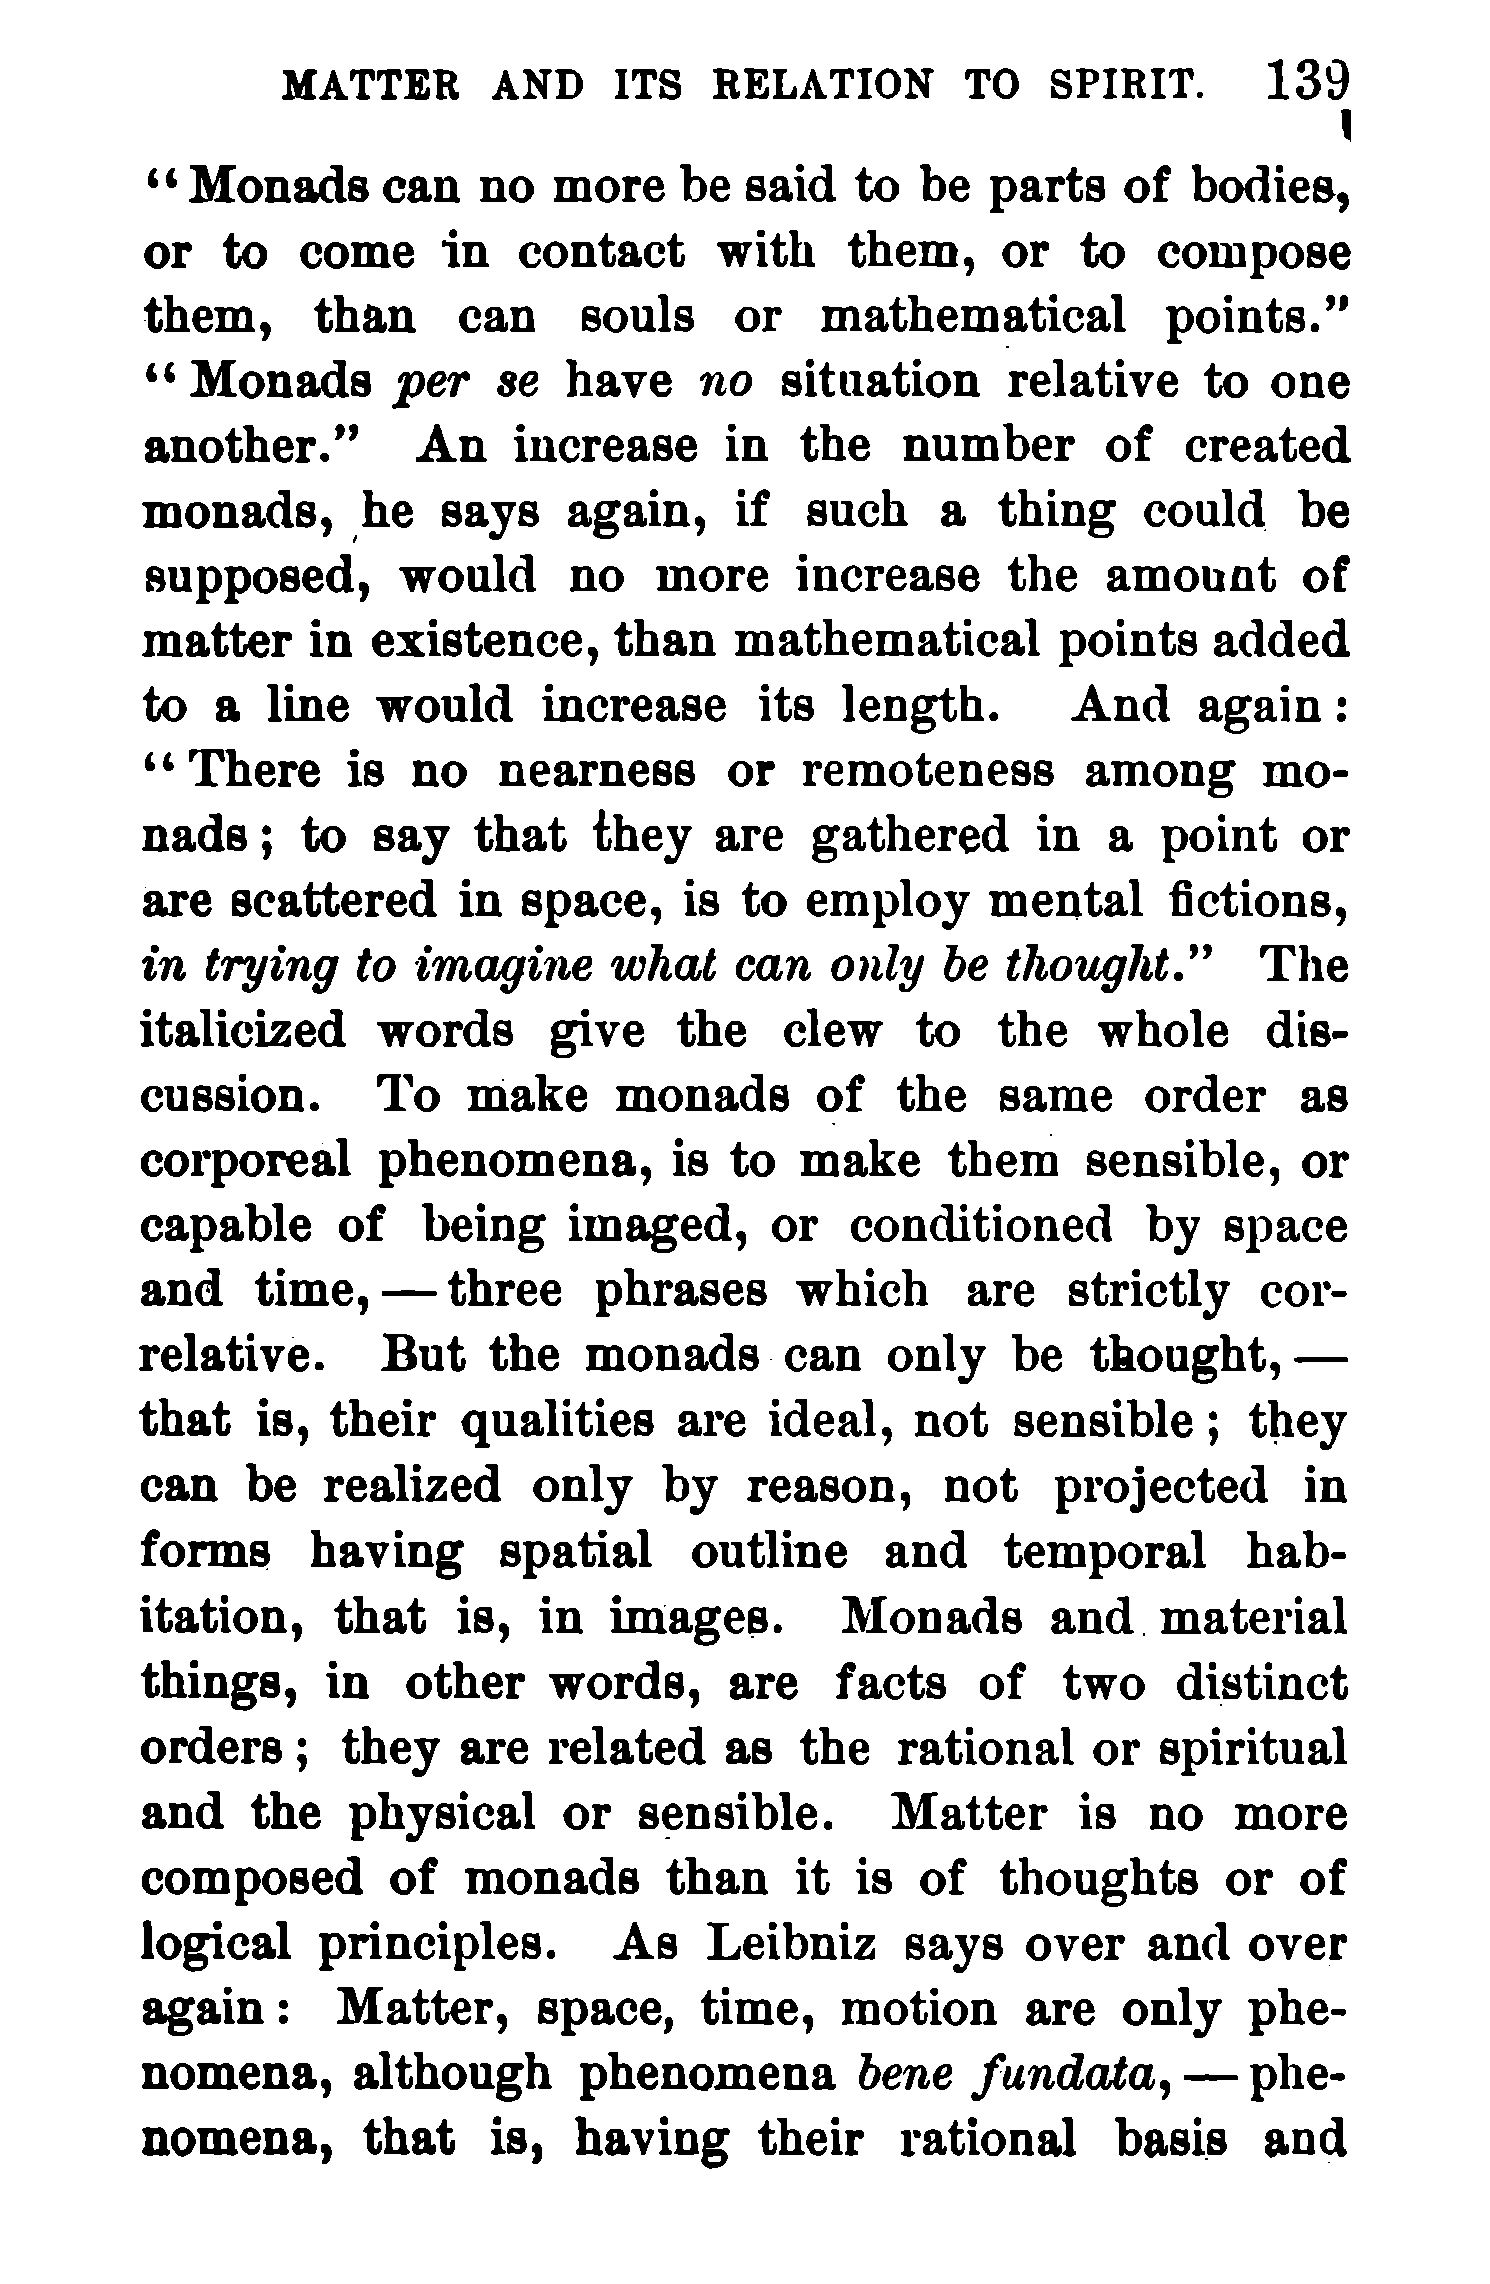 MATTER AND ITS RELATION TO SPIRIT. 139
“Monads can no more be said to be parts of bodies,
or to come in contact with them, or to compose
them, than can souls or mathematical points.”
“Monads per se have no situation relative to one
another.” An increase in the number of created
monads, he says again, if such a thing could be
supposed, would no more increase the amount of
matter in existence, than mathematical points added
to a line would increase its length. And again:
“There is no nearness or remoteness among mo-
nads; to say that they are gathered in a point or
are scattered in space, is to employ mental fictions,
in trying to imagine what can only be thought.” The
italicized words give the clew to the whole dis-
cussion. To make monads of the same order as
corporeal phenomena, is to make them sensible, or
capable of being imaged, or conditioned by space
and time,—three phrases which are strictly cor-
relative. But the monads can only be thought,—
that is, their qualities are ideal, not sensible; they
can be realized only by reason, not projected in
forms having spatial outline and temporal hab-
itation, that is, in images. Monads and material
things, in other words, are facts of two distinct
orders; they are related as the rational or spiritual
and the physical or sensible. Matter is no more
composed of monads than it is of thoughts or of
logical principles. As Leibniz says over and over
again: Matter, space, time, motion are only phe-
nomena, although phenomena bene fundata,—phe-
nomena, that is, having their rational basis and